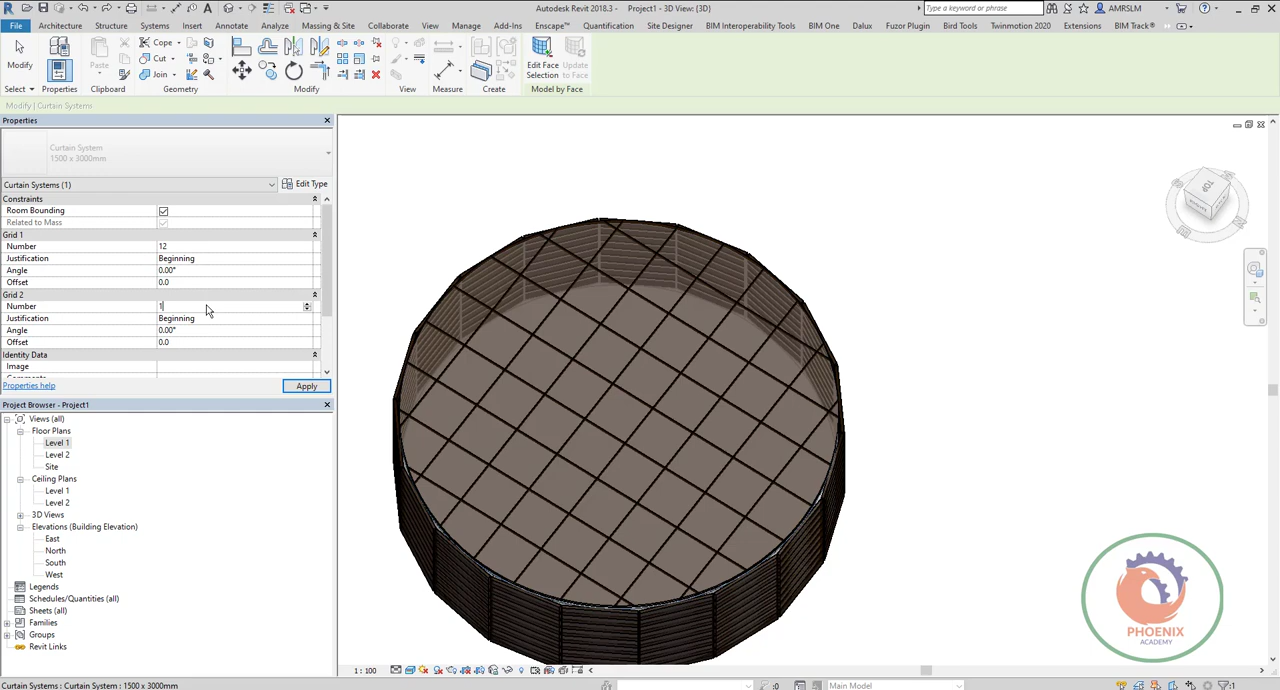 Autodesk Revit 2018.3 - Project1 - 3D View: {3D}
Type a keyword or phrase
AMRSLM
File Architecture Structure Systems Insert Annotate Analyze Massing & Site Collaborate View Manage Add-Ins Enscape™ Quantification Site Designer BIM Interoperability Tools BIM One Dalux Fuzor Plugin Bird Tools Twinmotion 2020 Extensions BIM Track® Modify
Modify
Paste
Cope
Cut
Join
Edit Face Selection
Update to Face
Select Properties Clipboard Geometry Modify View Measure Create Model by Face
Modify | Curtain Systems
Properties
Curtain System
1500 x 3000mm
Curtain Systems (1)
Edit Type
Constraints
Room Bounding
Related to Mass
Grid 1
Number 12
Justification Beginning
Angle 0.00°
Offset 0.0
Grid 2
Number 1
Justification Beginning
Angle 0.00°
Offset 0.0
Identity Data
Image
Properties help
Apply
Project Browser - Project1
Views (all)
Floor Plans
Level 1
Level 2
Site
Ceiling Plans
Level 1
Level 2
3D Views
Elevations (Building Elevation)
East
North
South
West
Legends
Schedules/Quantities (all)
Sheets (all)
Families
Groups
Revit Links
TOP
PHOENIX
ACADEMY
1 : 100
Curtain Systems : Curtain System : 1500 x 3000mm
:0
Main Model
:1